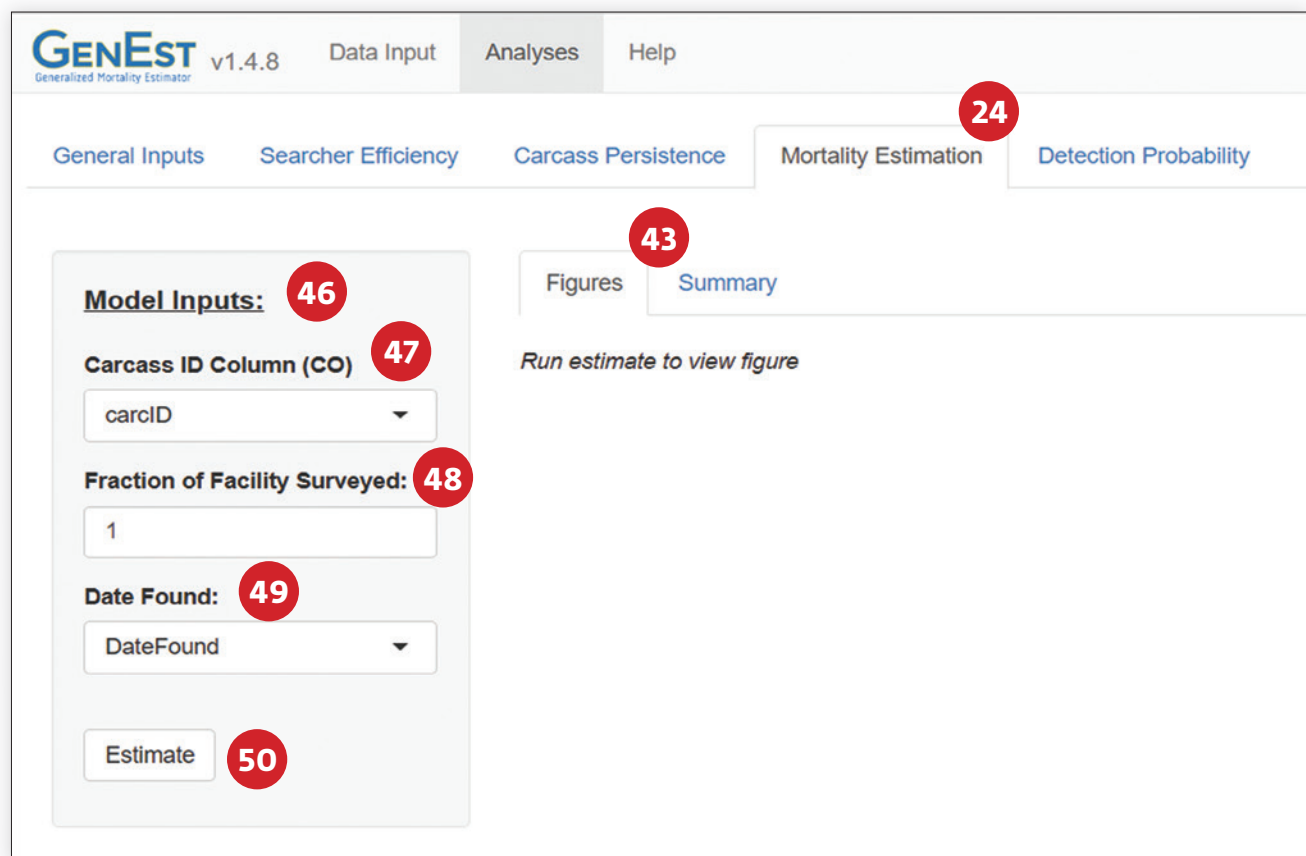 GENEST v1.4.8 Data Input Analyses Help
Generalized Mortality Estimator
24
General Inputs Searcher Efficiency Carcass Persistence Mortality Estimation Detection Probability
43
Figures Summary
Run estimate to view figure
Model Inputs: 46
Carcass ID Column (CO) 47
carcID
Fraction of Facility Surveyed: 48
1
Date Found: 49
DateFound
Estimate 50